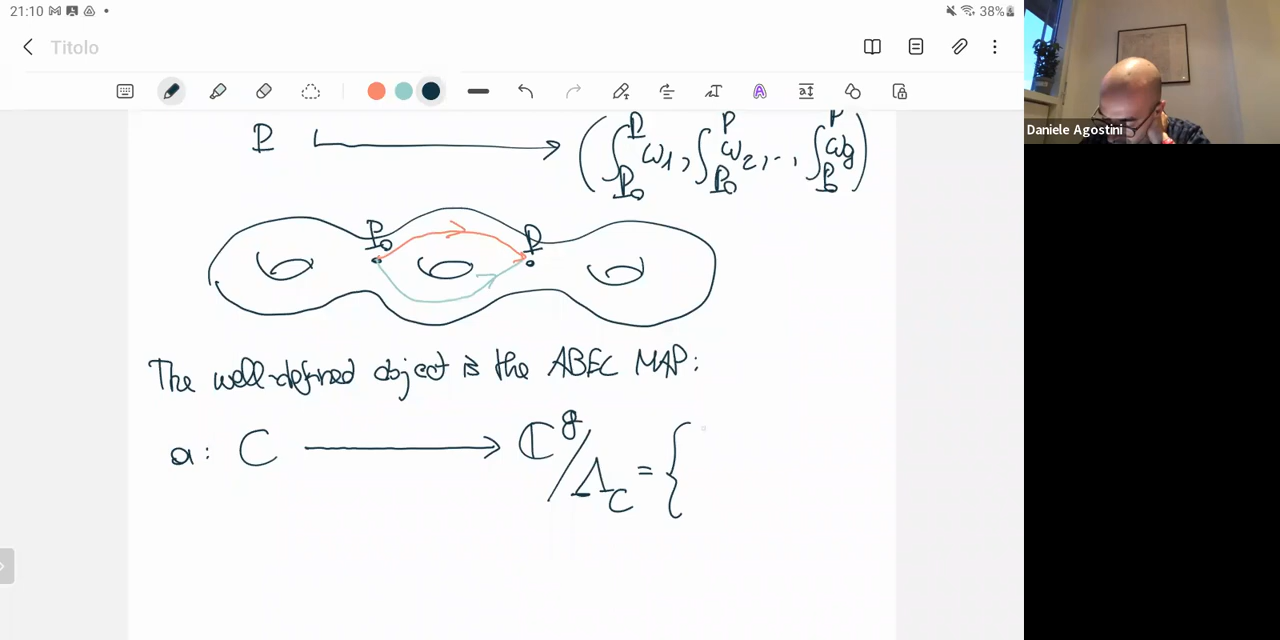 21:10
38%
Titolo
P ⟼ (∫_{P₀}^{P} ω₁, ∫_{P₀}^{P} ω₂, .., ∫_{P₀}^{P} ω_g)
P₀ P
The well-defined object is the ABEL MAP:
a: C ⟶ ℂ^g/Λ_C = {
Daniele Agostini